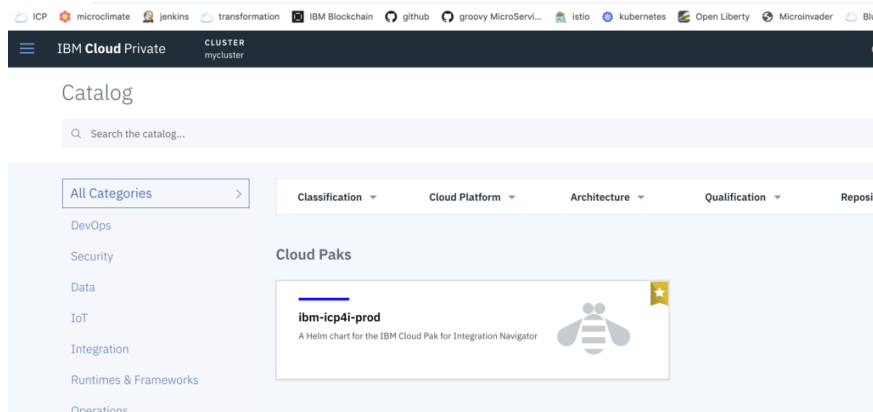 ICP microclimate jenkins transformation IBM Blockchain github groovy MicroServi... istio kubernetes Open Liberty Microinvader
IBM Cloud Private CLUSTER
mycluster
Catalog
Search the catalog...
All Categories
Classification Cloud Platform Architecture Qualification
DevOps
Security
Data
IoT
Integration
Runtimes & Frameworks
Operations
Cloud Paks
ibm-icp4i-prod
A Helm chart for the IBM Cloud Pak for Integration Navigator